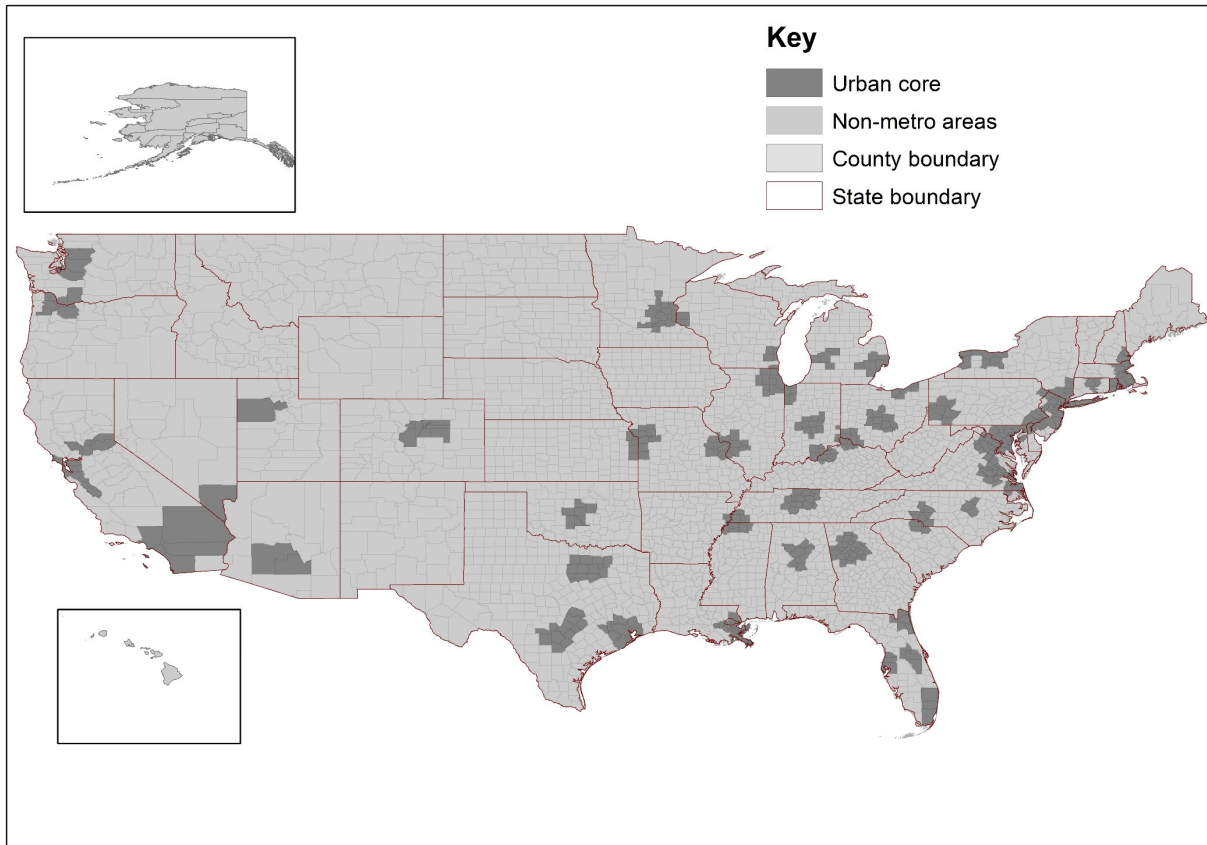 Key
Urban core
Non-metro areas
County boundary
State boundary